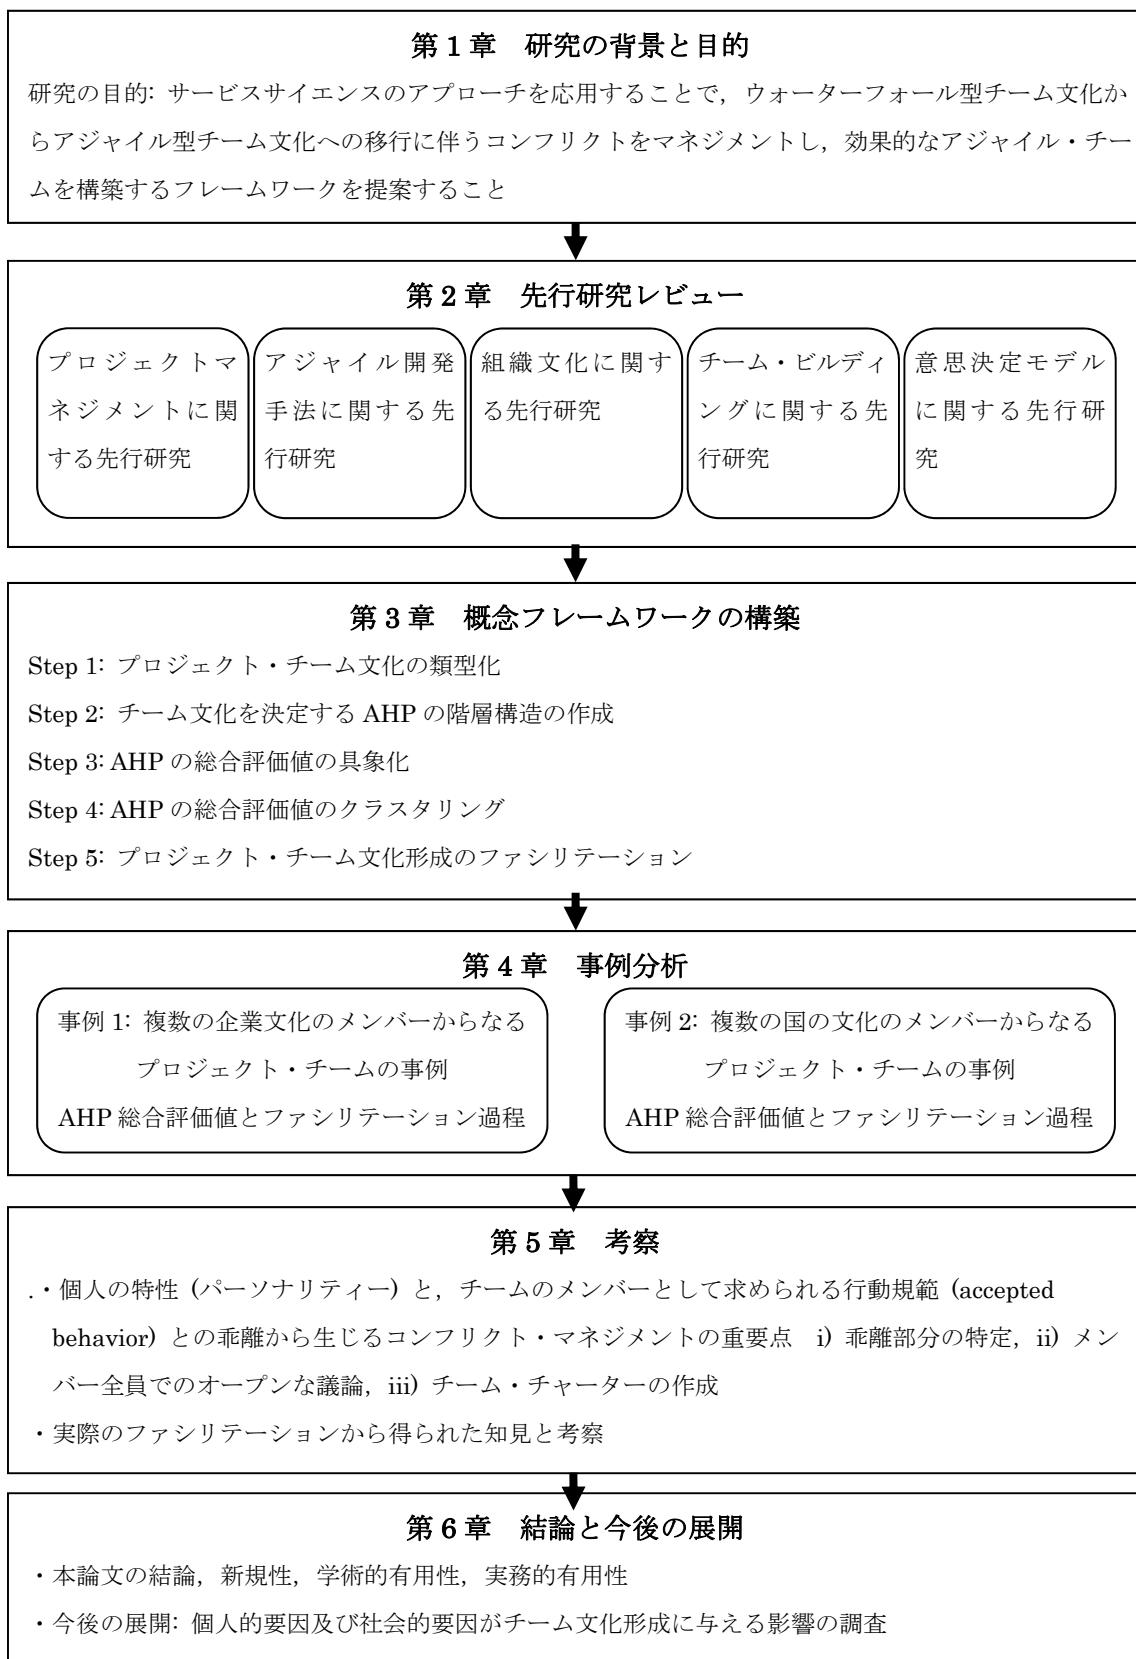 第 1 章　研究の背景と目的
研究の目的: サービスサイエンスのアプローチを応用することで，ウォーターフォール型チーム文化か
らアジャイル型チーム文化への移行に伴うコンフリクトをマネジメントし，効果的なアジャイル・チー
ムを構築するフレームワークを提案すること
第 2 章　先行研究レビュー
プロジェクトマ
ネジメントに関
する先行研究
アジャイル開発
手法に関する先
行研究
組織文化に関す
る先行研究
チーム・ビルディ
ングに関する先
行研究
意思決定モデル
に関する先行研
究
第 3 章　概念フレームワークの構築
Step 1: プロジェクト・チーム文化の類型化
Step 2: チーム文化を決定する AHP の階層構造の作成
Step 3: AHP の総合評価値の具象化
Step 4: AHP の総合評価値のクラスタリング
Step 5: プロジェクト・チーム文化形成のファシリテーション
第 4 章　事例分析
事例 1: 複数の企業文化のメンバーからなる
プロジェクト・チームの事例
AHP 総合評価値とファシリテーション過程
事例 2: 複数の国の文化のメンバーからなる
プロジェクト・チームの事例
AHP 総合評価値とファシリテーション過程
第 5 章　考察
.・個人の特性 (パーソナリティー) と，チームのメンバーとして求められる行動規範 (accepted
behavior) との乖離から生じるコンフリクト・マネジメントの重要点　i) 乖離部分の特定，ii) メン
バー全員でのオープンな議論，iii) チーム・チャーターの作成
・実際のファシリテーションから得られた知見と考察
第 6 章　結論と今後の展開
・本論文の結論，新規性，学術的有用性，実務的有用性
・今後の展開: 個人的要因及び社会的要因がチーム文化形成に与える影響の調査